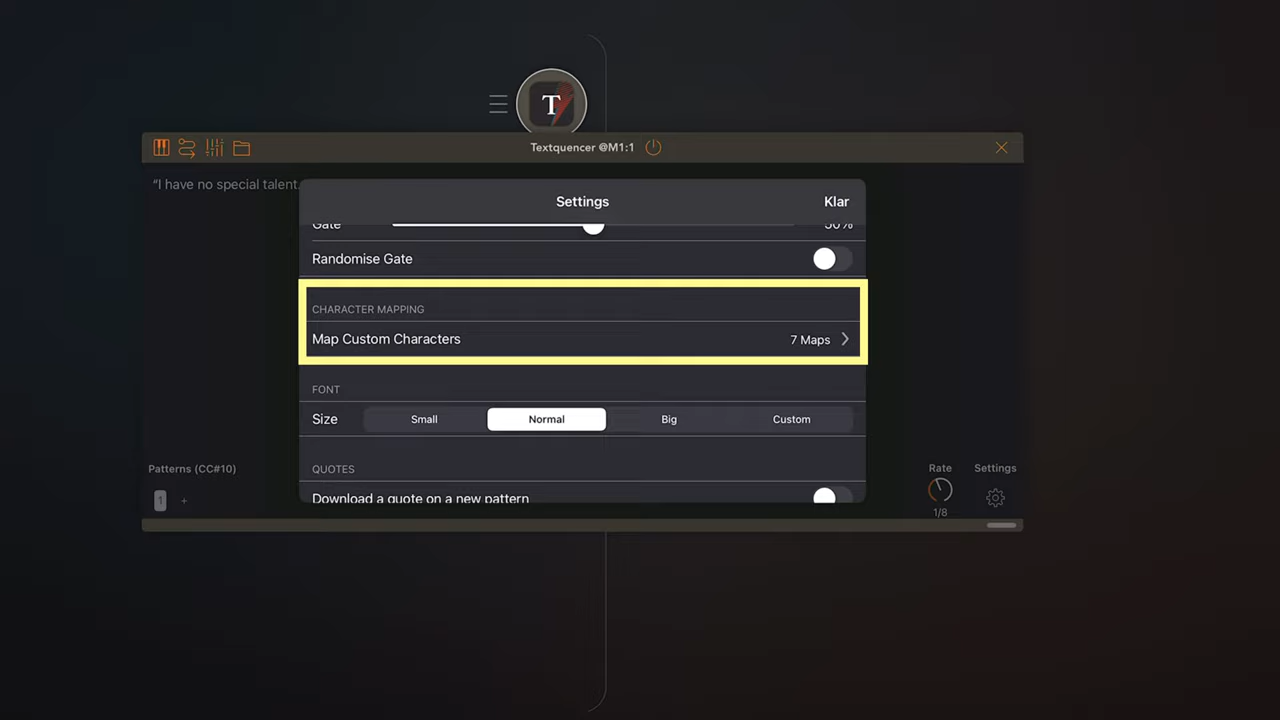 T
Textquencer @M1:1
“I have no special talent.
Settings
Klar
Gate
50%
Randomise Gate
CHARACTER MAPPING
Map Custom Characters
7 Maps
FONT
Size
Small
Normal
Big
Custom
QUOTES
Download a quote on a new pattern
Patterns (CC#10)
1 +
Rate
1/8
Settings